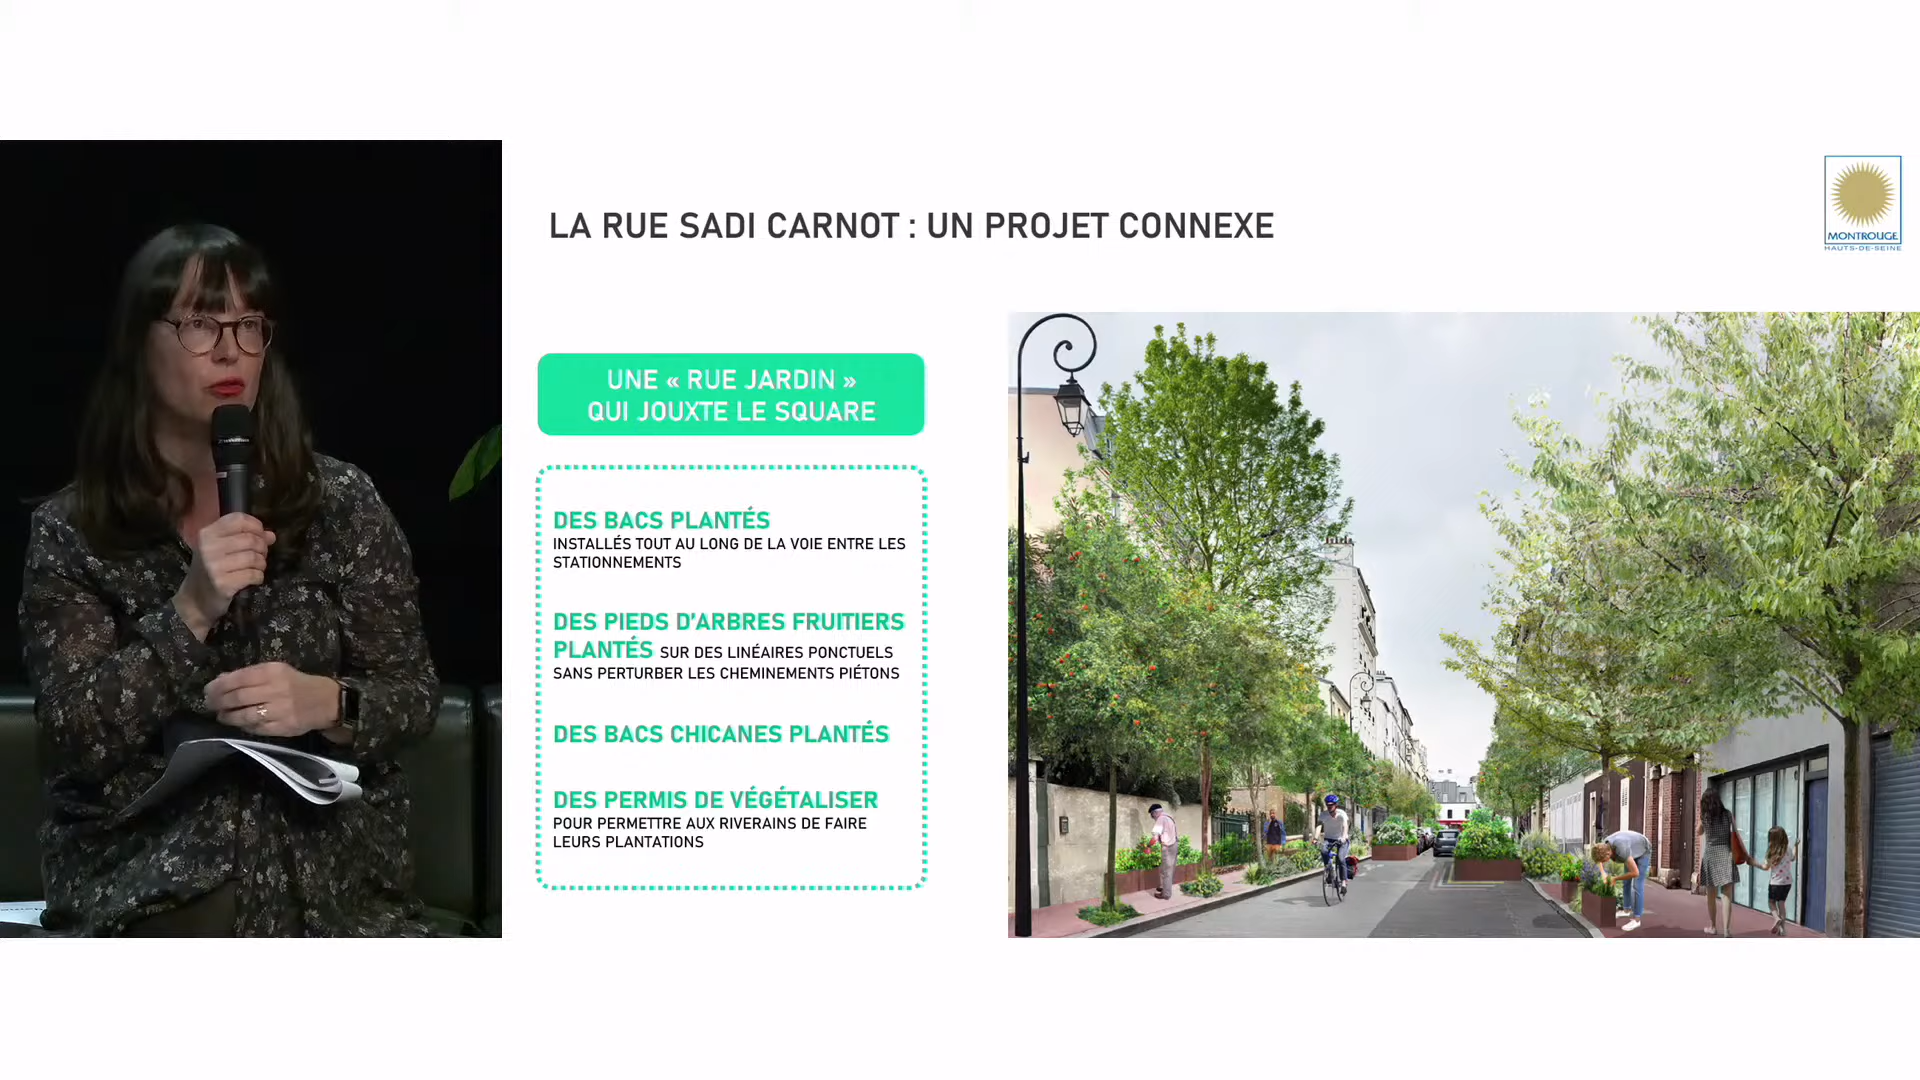 LA RUE SADI CARNOT : UN PROJET CONNEXE
MONTROUGE
HAUTS-DE-SEINE
UNE « RUE JARDIN »
QUI JOUXTE LE SQUARE
DES BACS PLANTÉS
INSTALLÉS TOUT AU LONG DE LA VOIE ENTRE LES
STATIONNEMENTS
DES PIEDS D'ARBRES FRUITIERS
PLANTÉS SUR DES LINÉAIRES PONCTUELS
SANS PERTURBER LES CHEMINEMENTS PIÉTONS
DES BACS CHICANES PLANTÉS
DES PERMIS DE VÉGÉTALISER
POUR PERMETTRE AUX RIVERAINS DE FAIRE
LEURS PLANTATIONS